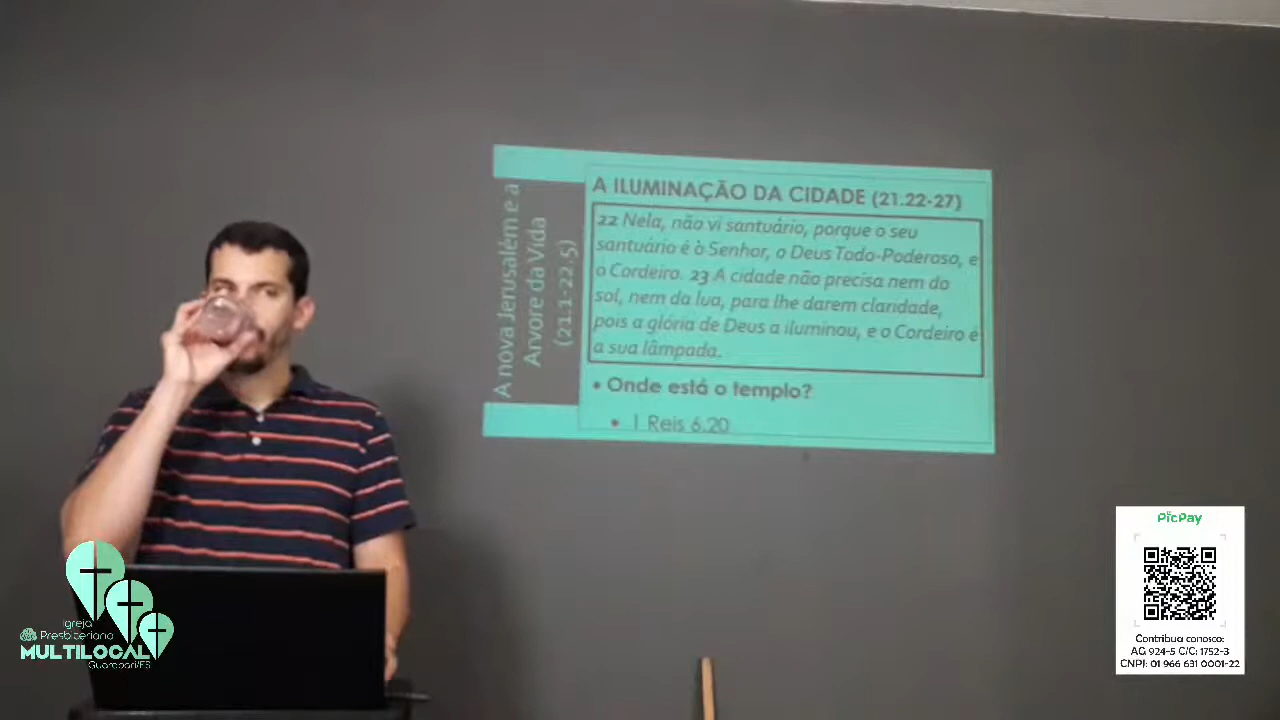 A nova Jerusalém e a
Árvore da Vida
(21.1-22.5)
A ILUMINAÇÃO DA CIDADE (21.22-27)
22 Nela, não vi santuário, porque o seu
santuário é o Senhor, o Deus Todo-Poderoso, e
o Cordeiro. 23 A cidade não precisa nem do
sol, nem da lua, para lhe darem claridade,
pois a glória de Deus a iluminou, e o Cordeiro é
a sua lâmpada.
• Onde está o templo?
• I Reis 6.20
Igreja
Presbiteriana
MULTILOCAL
Guarapari/ES
PicPay
Contribua conosco:
AG 924-5 C/C: 1752-3
CNPJ: 01 966 631 0001-22